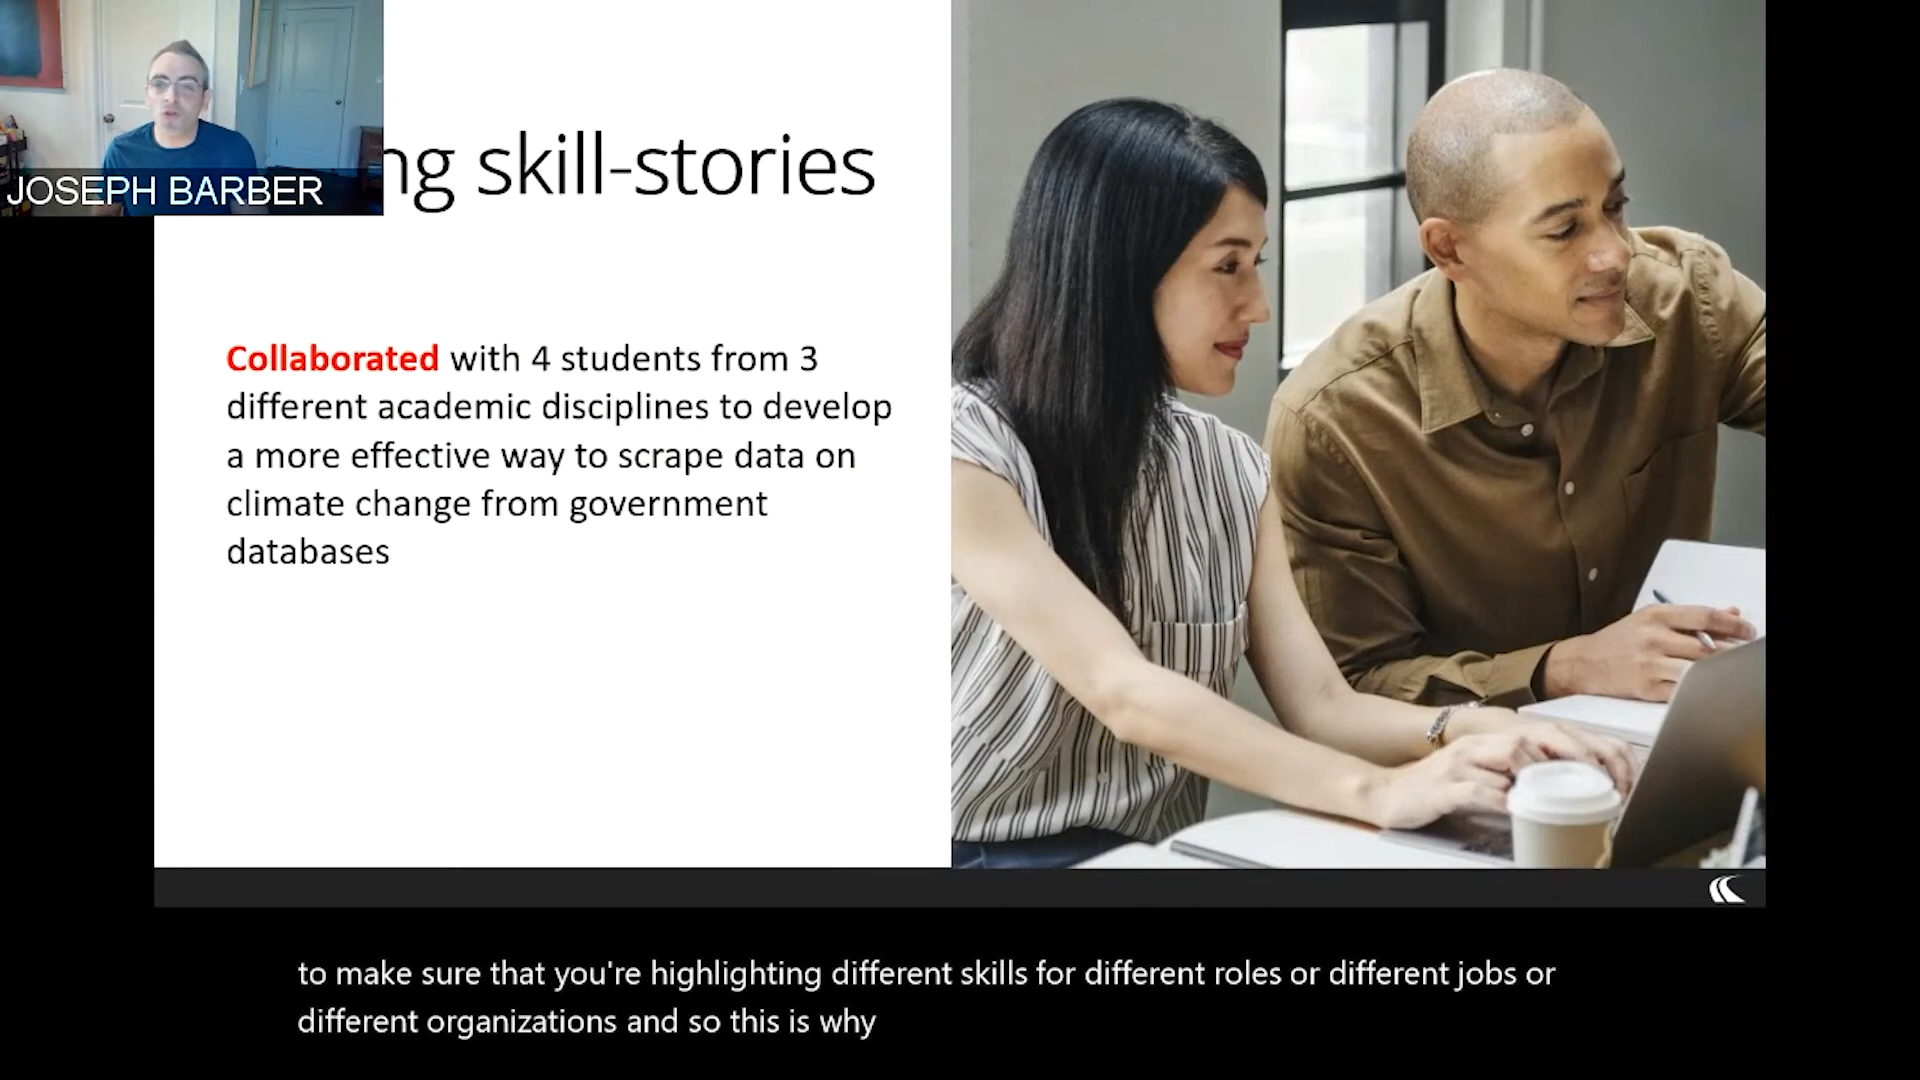 JOSEPH BARBER
ng skill-stories
Collaborated with 4 students from 3
different academic disciplines to develop
a more effective way to scrape data on
climate change from government
databases
to make sure that you're highlighting different skills for different roles or different jobs or
different organizations and so this is why